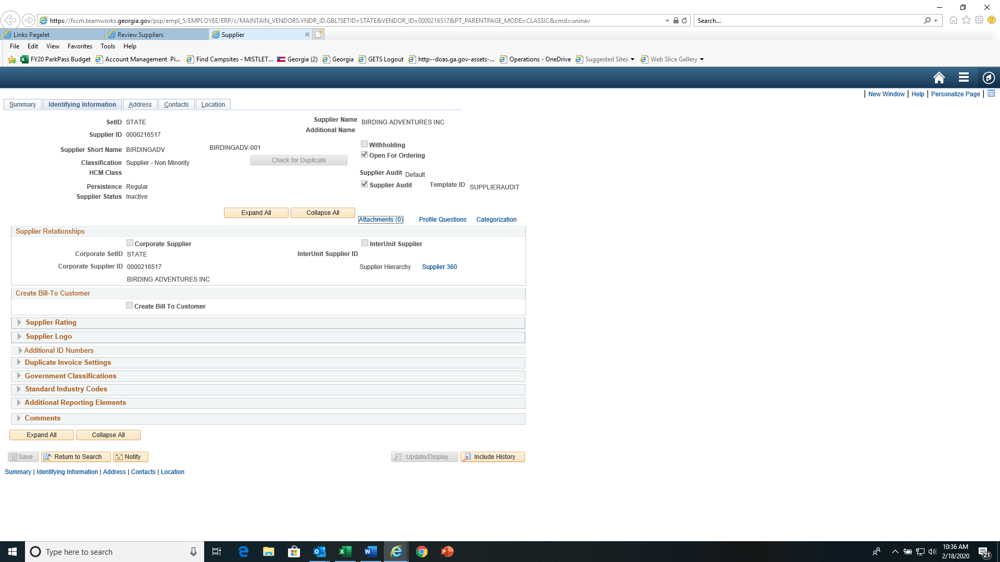 https://fscm.teamworks.georgia.gov/psp/empl_5/EMPLOYEE/ERP/c/MAINTAIN_VENDORS.VNDR_ID.GBL?SETID=STATE&VENDOR_ID=0000216517&PT_PARENTPAGE_MODE=CLASSIC&cmd=uninav
Search...
Links Pagelet
Review Suppliers
Supplier
File Edit View Favorites Tools Help
FY20 ParkPass Budget Account Management Pi... Find Campsites - MISTLET... Georgia (2) Georgia GETS Logout http--doas.ga.gov-assets-... Operations - OneDrive Suggested Sites Web Slice Gallery
New Window | Help | Personalize Page |
Summary Identifying Information Address Contacts Location
SetID STATE
Supplier Name BIRDING ADVENTURES INC
Additional Name
Supplier ID 0000216517
Withholding
Supplier Short Name BIRDINGADV BIRDINGADV-001
Open For Ordering
Check for Duplicate
Classification Supplier - Non Minority
HCM Class
Supplier Audit Default
Persistence Regular
Supplier Audit Template ID SUPPLIERAUDIT
Supplier Status Inactive
Expand All Collapse All
Attachments (0) Profile Questions Categorization
Supplier Relationships
Corporate Supplier InterUnit Supplier
Corporate SetID STATE InterUnit Supplier ID
Corporate Supplier ID 0000216517 Supplier Hierarchy Supplier 360
BIRDING ADVENTURES INC
Create Bill-To Customer
Create Bill To Customer
Supplier Rating
Supplier Logo
Additional ID Numbers
Duplicate Invoice Settings
Government Classifications
Standard Industry Codes
Additional Reporting Elements
Comments
Expand All Collapse All
Save Return to Search Notify Update/Display Include History
Summary | Identifying Information | Address | Contacts | Location
Type here to search
10:36 AM
2/18/2020
21